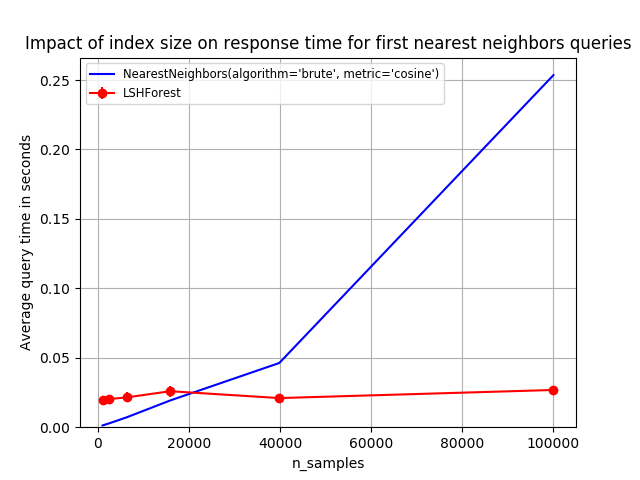 Impact of index size on response time for first nearest neighbors queries
NearestNeighbors(algorithm='brute', metric='cosine')
LSHForest
Average query time in seconds
0.25
0.20
0.15
0.10
0.05
0.00
0 20000 40000 60000 80000 100000
n_samples